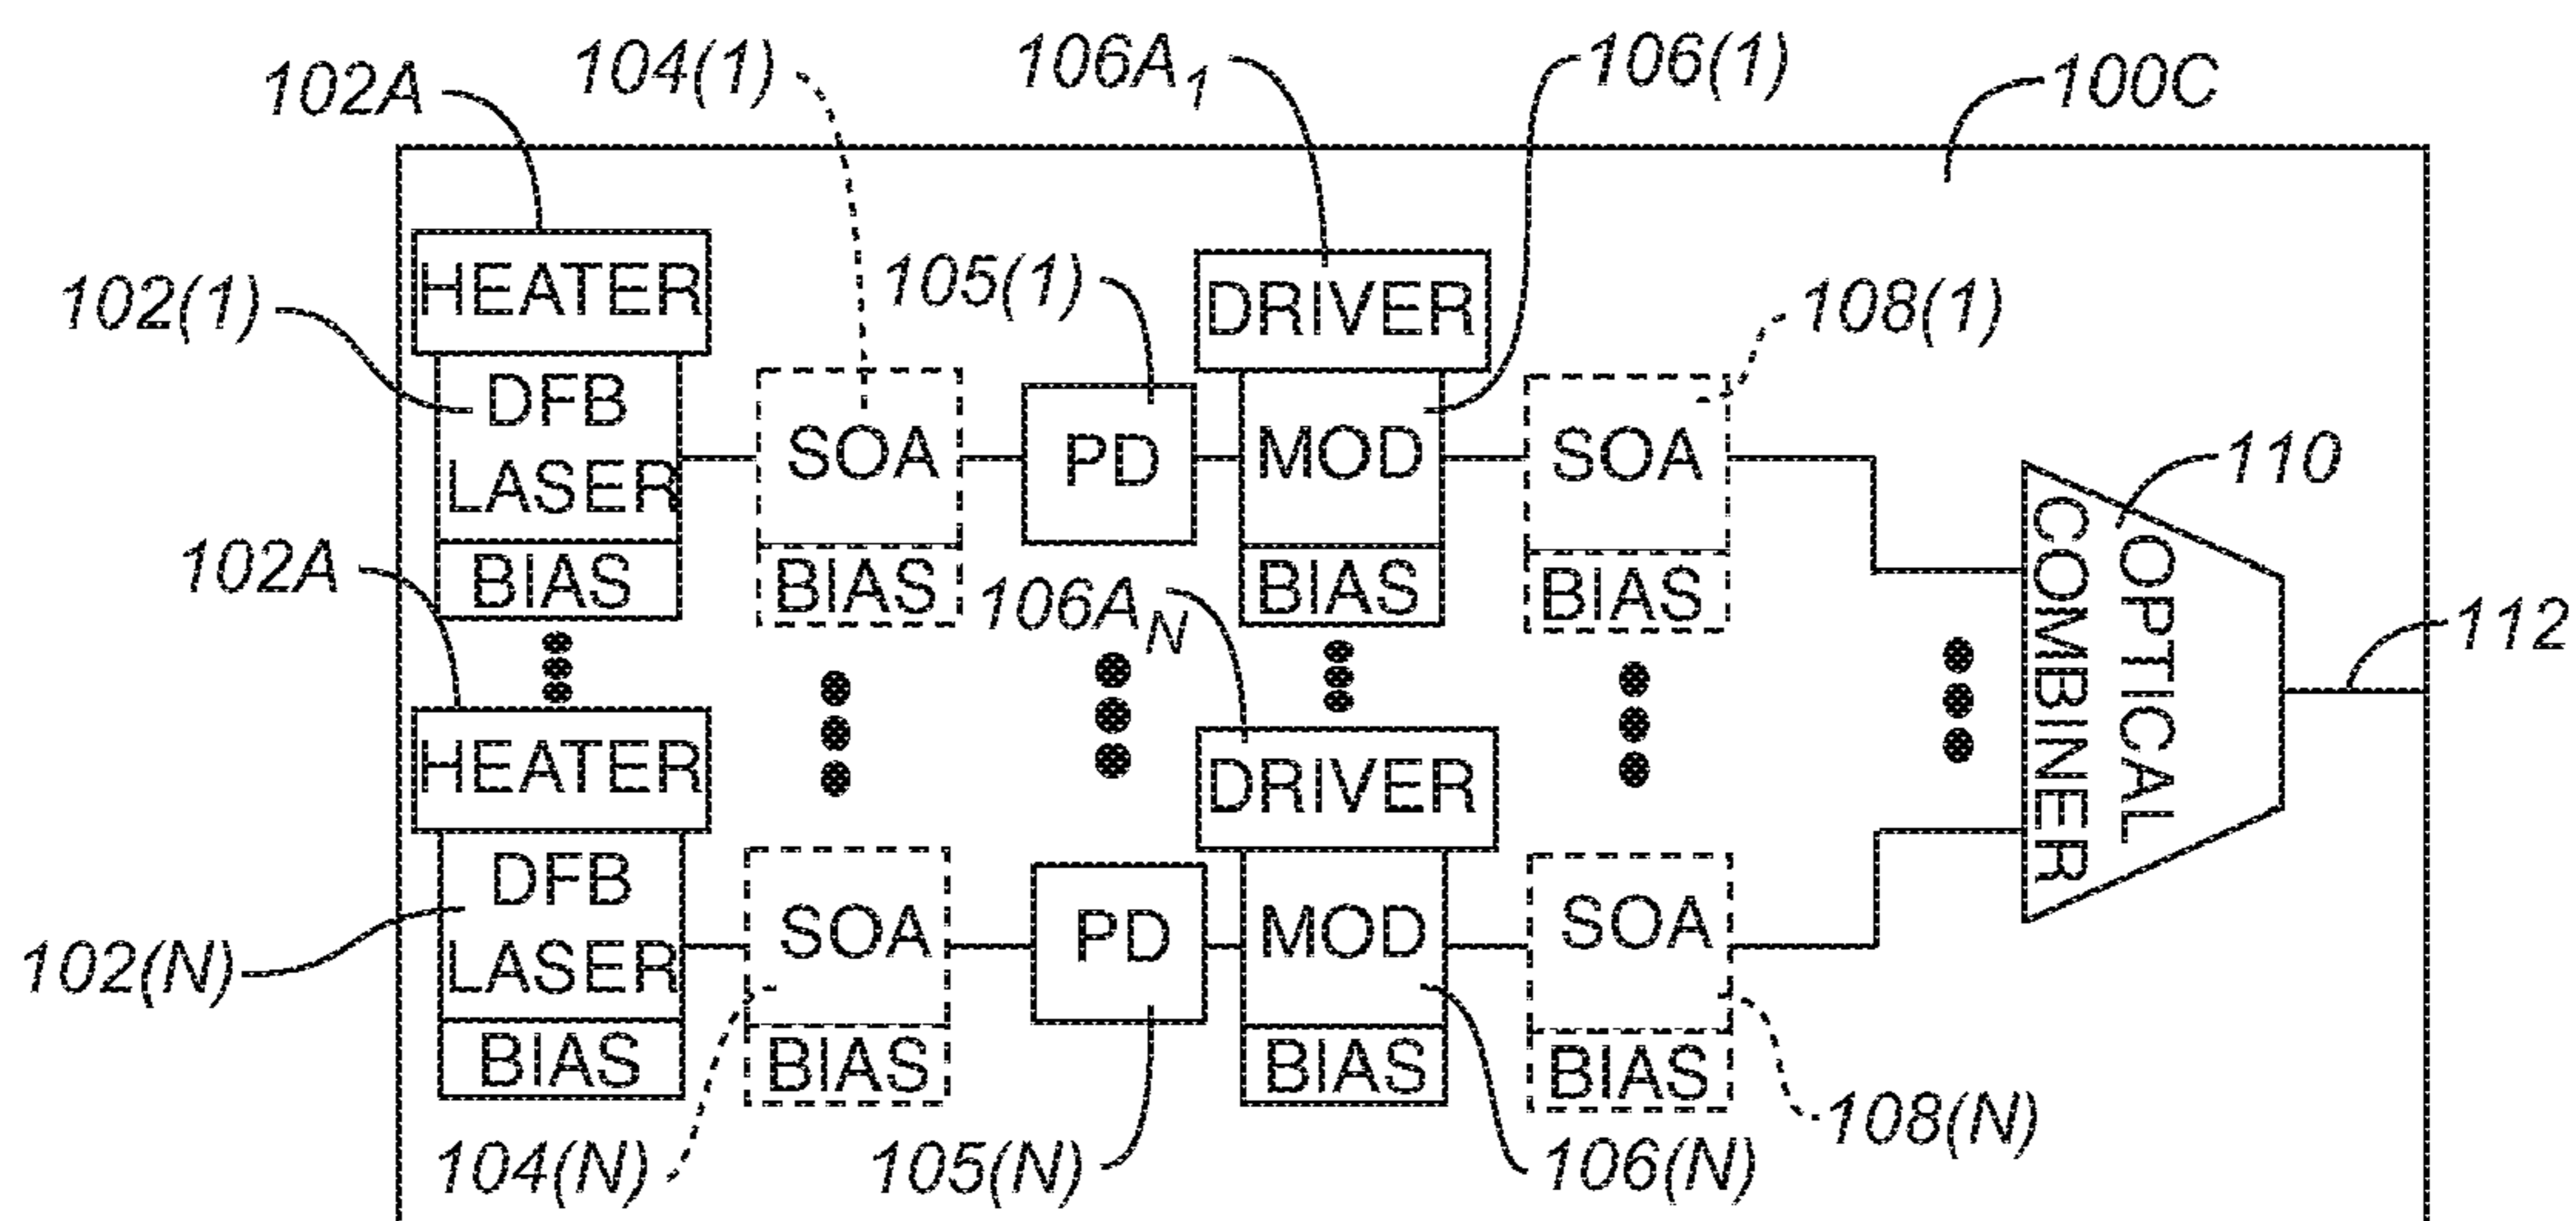 104(1)
106A1
106(1)
100C
102A
HEATER
105(1)
DRIVER
108(1)
102(1)
DFB
LASER
BIAS
SOA
BIAS
PD
MOD
BIAS
SOA
BIAS
110
OPTICAL
COMBINER
112
102A
106AN
HEATER
DRIVER
DFB
LASER
BIAS
SOA
BIAS
PD
MOD
BIAS
SOA
BIAS
102(N)
104(N)
105(N)
106(N)
108(N)